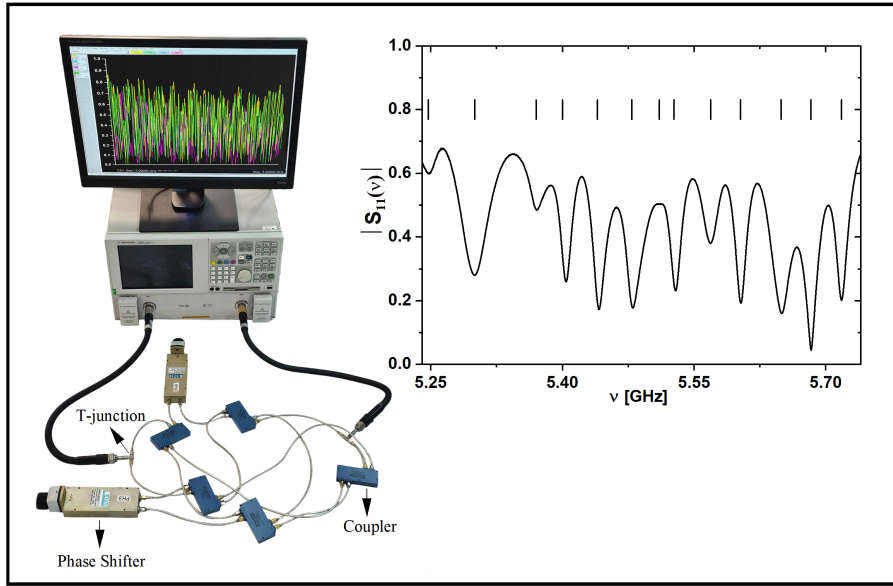 1.0
0.8
0.6
0.4
0.2
0.0
|S₁₁(ν)|
5.25
5.40
5.55
5.70
ν [GHz]
T-junction
Coupler
Phase Shifter
PH3